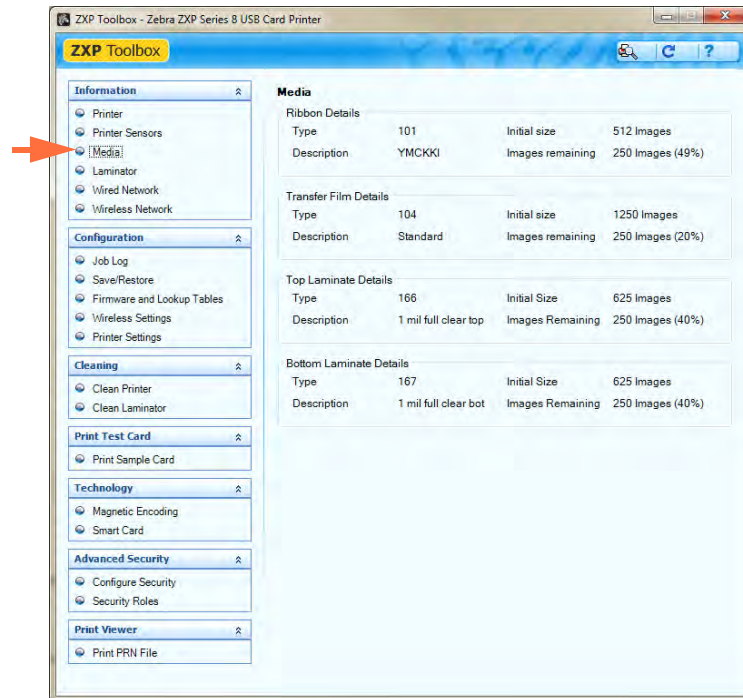 ZXP Toolbox - Zebra ZXP Series 8 USB Card Printer
ZXP Toolbox
?
Information
Printer
Printer Sensors
Media
Laminator
Wired Network
Wireless Network
Configuration
Job Log
Save/Restore
Firmware and Lookup Tables
Wireless Settings
Printer Settings
Cleaning
Clean Printer
Clean Laminator
Print Test Card
Print Sample Card
Technology
Magnetic Encoding
Smart Card
Advanced Security
Configure Security
Security Roles
Print Viewer
Print PRN File
Media
Ribbon Details
Type 101 Initial size 512 Images
Description YMCKKI Images remaining 250 Images (49%)
Transfer Film Details
Type 104 Initial size 1250 Images
Description Standard Images remaining 250 Images (20%)
Top Laminate Details
Type 166 Initial Size 625 Images
Description 1 mil full clear top Images Remaining 250 Images (40%)
Bottom Laminate Details
Type 167 Initial Size 625 Images
Description 1 mil full clear bot Images Remaining 250 Images (40%)